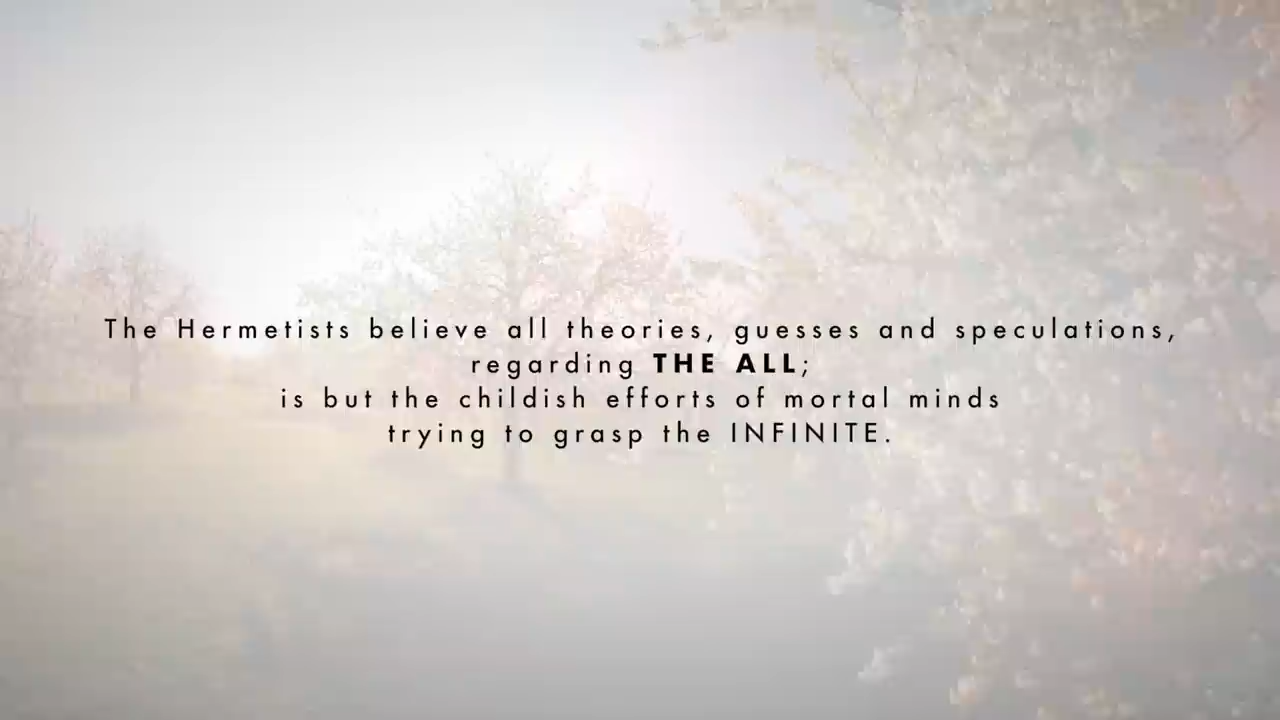 The Hermetists believe all theories, guesses and speculations,
regarding THE ALL;
is but the childish efforts of mortal minds
trying to grasp the INFINITE.